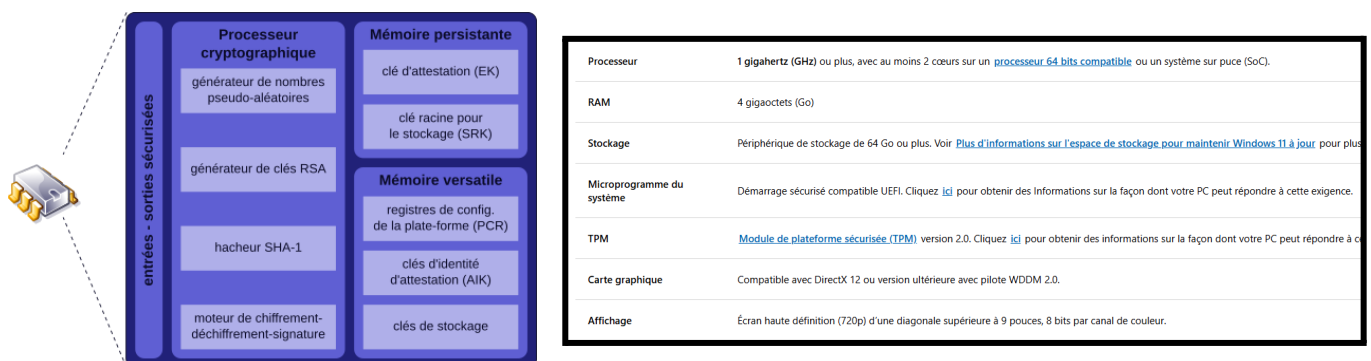 entrées - sorties sécurisées
Processeur
cryptographique
générateur de nombres
pseudo-aléatoires
générateur de clés RSA
hacheur SHA-1
moteur de chiffrement-
déchiffrement-signature
Mémoire persistante
clé d'attestation (EK)
clé racine pour
le stockage (SRK)
Mémoire versatile
registres de config.
de la plate-forme (PCR)
clés d'identité
d'attestation (AIK)
clés de stockage
Processeur 1 gigahertz (GHz) ou plus, avec au moins 2 cœurs sur un processeur 64 bits compatible ou un système sur puce (SoC).
RAM 4 gigaoctets (Go)
Stockage Périphérique de stockage de 64 Go ou plus. Voir Plus d'informations sur l'espace de stockage pour maintenir Windows 11 à jour pour plus
Microprogramme du
système
Démarrage sécurisé compatible UEFI. Cliquez ici pour obtenir des Informations sur la façon dont votre PC peut répondre à cette exigence.
TPM Module de plateforme sécurisée (TPM) version 2.0. Cliquez ici pour obtenir des informations sur la façon dont votre PC peut répondre à
Carte graphique Compatible avec DirectX 12 ou version ultérieure avec pilote WDDM 2.0.
Affichage Écran haute définition (720p) d'une diagonale supérieure à 9 pouces, 8 bits par canal de couleur.